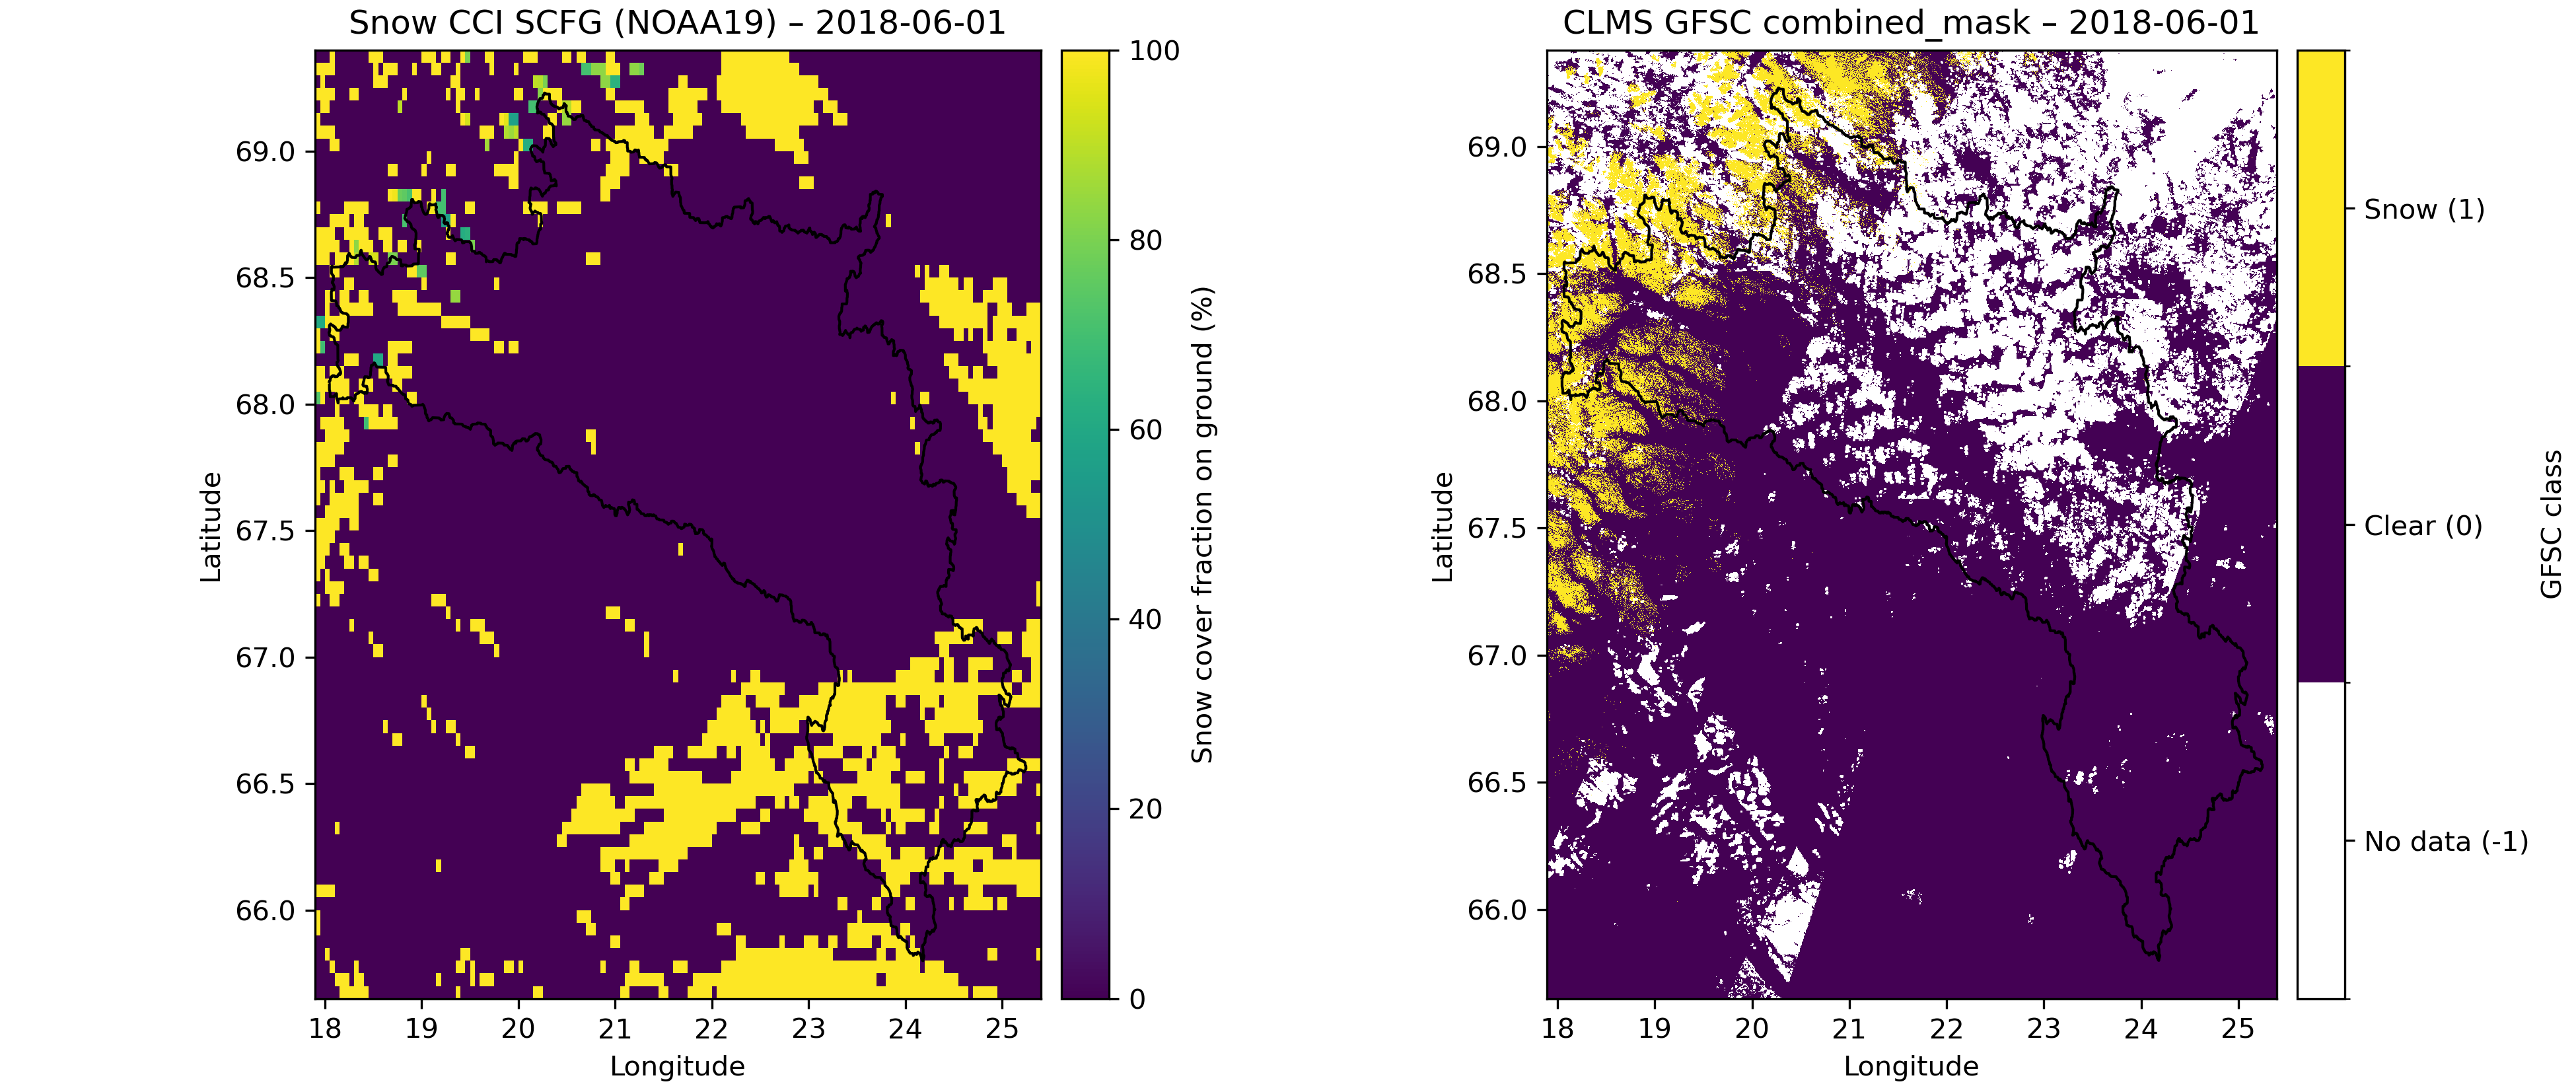 Snow CCI SCFG (NOAA19) – 2018-06-01
69.0
68.5
68.0
67.5
67.0
66.5
66.0
Latitude
18 19 20 21 22 23 24 25
Longitude
100
80
60
40
20
0
Snow cover fraction on ground (%)
CLMS GFSC combined_mask – 2018-06-01
69.0
68.5
68.0
67.5
67.0
66.5
66.0
Latitude
18 19 20 21 22 23 24 25
Longitude
Snow (1)
Clear (0)
No data (-1)
GFSC class